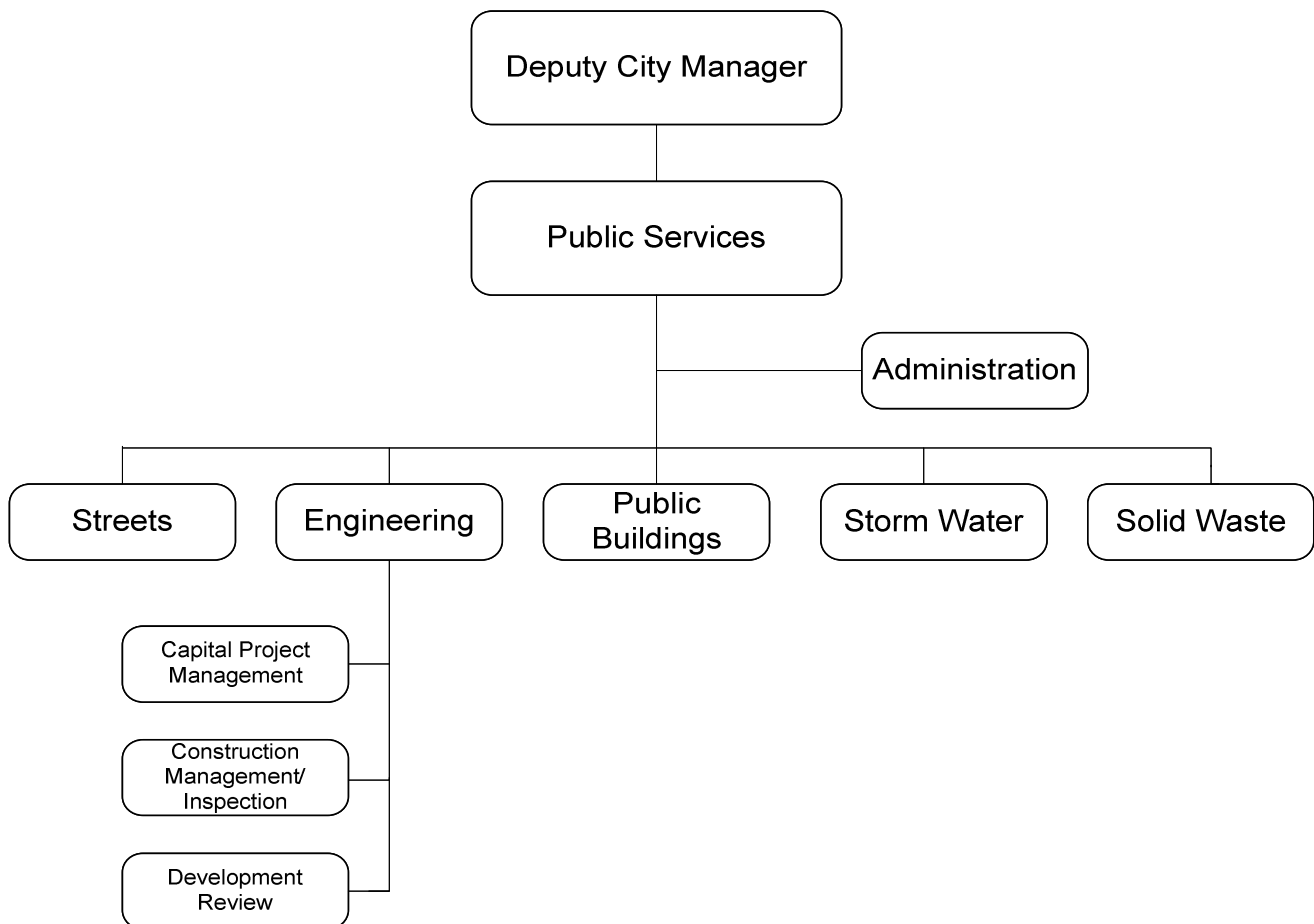 Deputy City Manager
Public Services
Administration
Streets
Engineering
Public
Buildings
Storm Water
Solid Waste
Capital Project
Management
Construction
Management/
Inspection
Development
Review